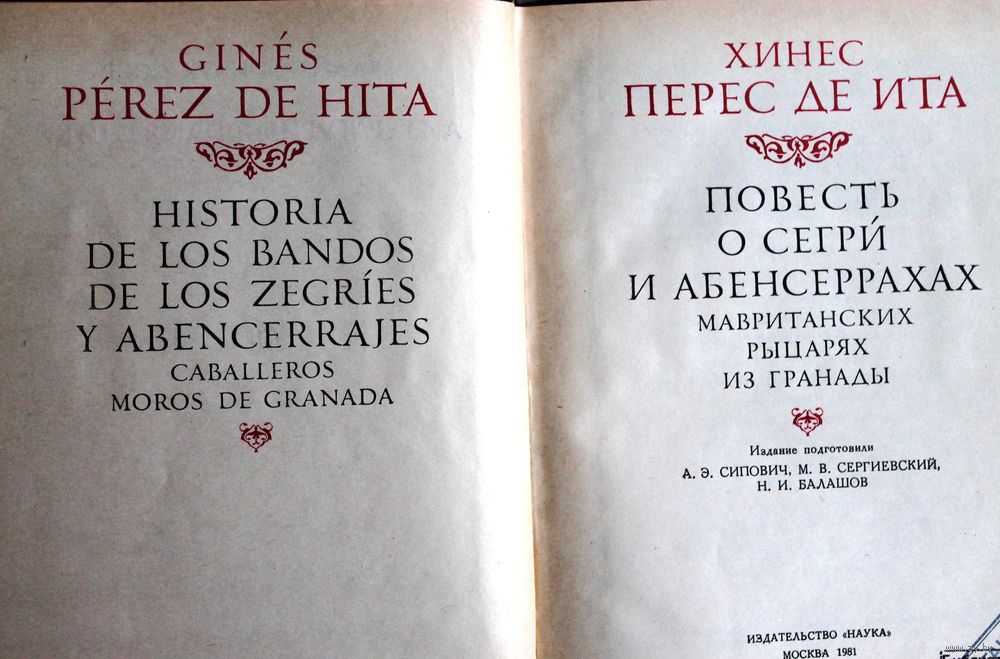 GINÉS
PÉREZ DE HITA
HISTORIA
DE LOS BANDOS
DE LOS ZEGRÍES
Y ABENCERRAJES
CABALLEROS
MOROS DE GRANADA
ХИНЕС
ПЕРЕС ДЕ ИТА
ПОВЕСТЬ
О СЕГРИ́
И АБЕНСЕРРАХАХ
МАВРИТАНСКИХ
РЫЦАРЯХ
ИЗ ГРАНАДЫ
Издание подготовили
А. Э. СИПОВИЧ, М. В. СЕРГИЕВСКИЙ,
Н. И. БАЛАШОВ
ИЗДАТЕЛЬСТВО «НАУКА»
МОСКВА 1981